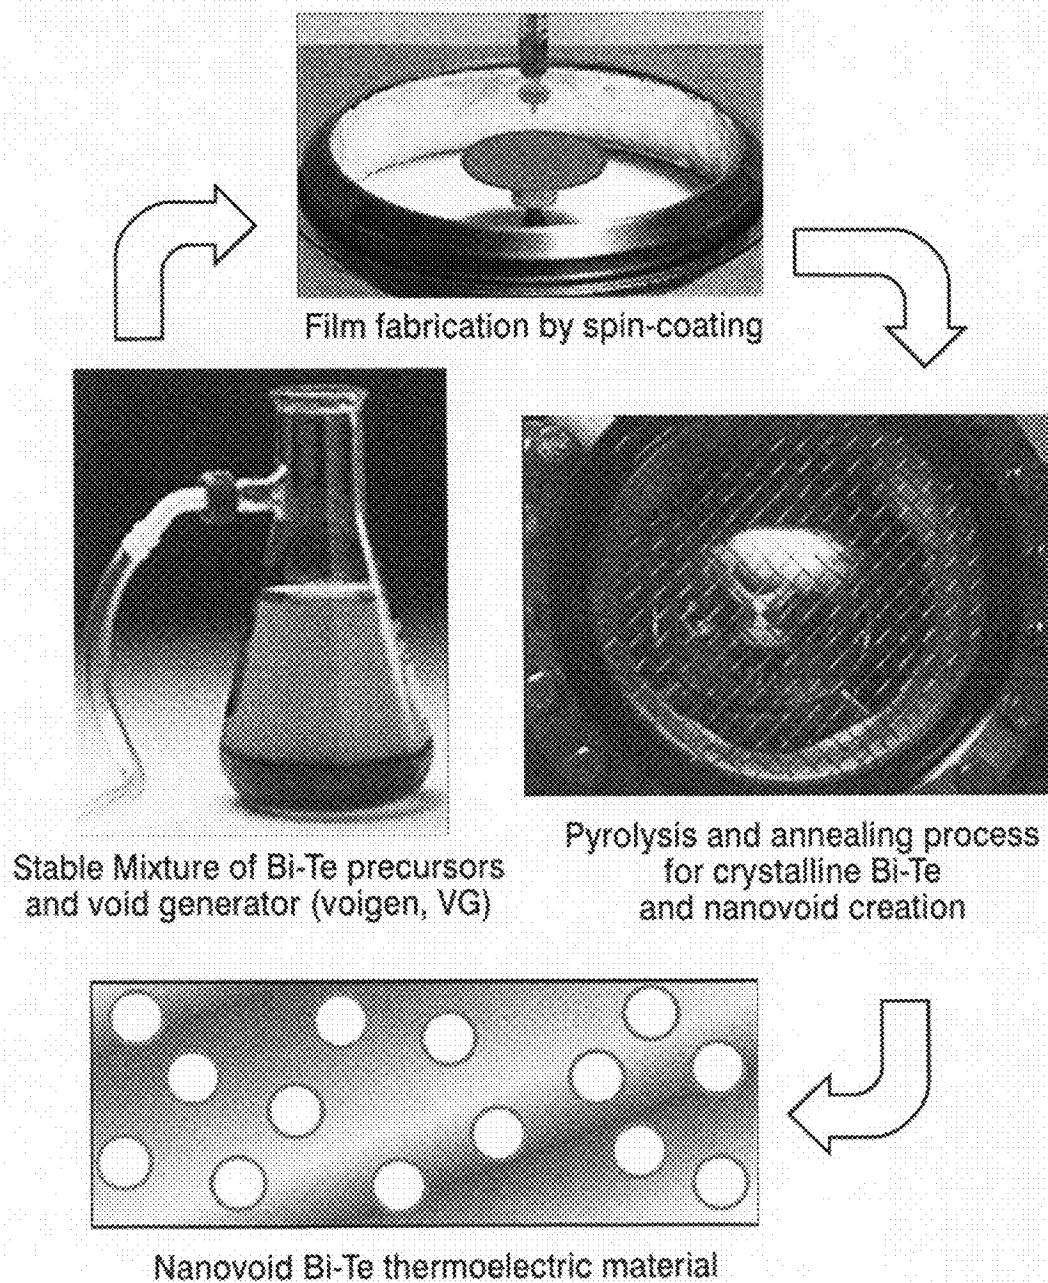 Film fabrication by spin-coating
Stable Mixture of Bi-Te precursors
and void generator (voigen, VG)
Pyrolysis and annealing process
for crystalline Bi-Te
and nanovoid creation
Nanovoid Bi-Te thermoelectric material